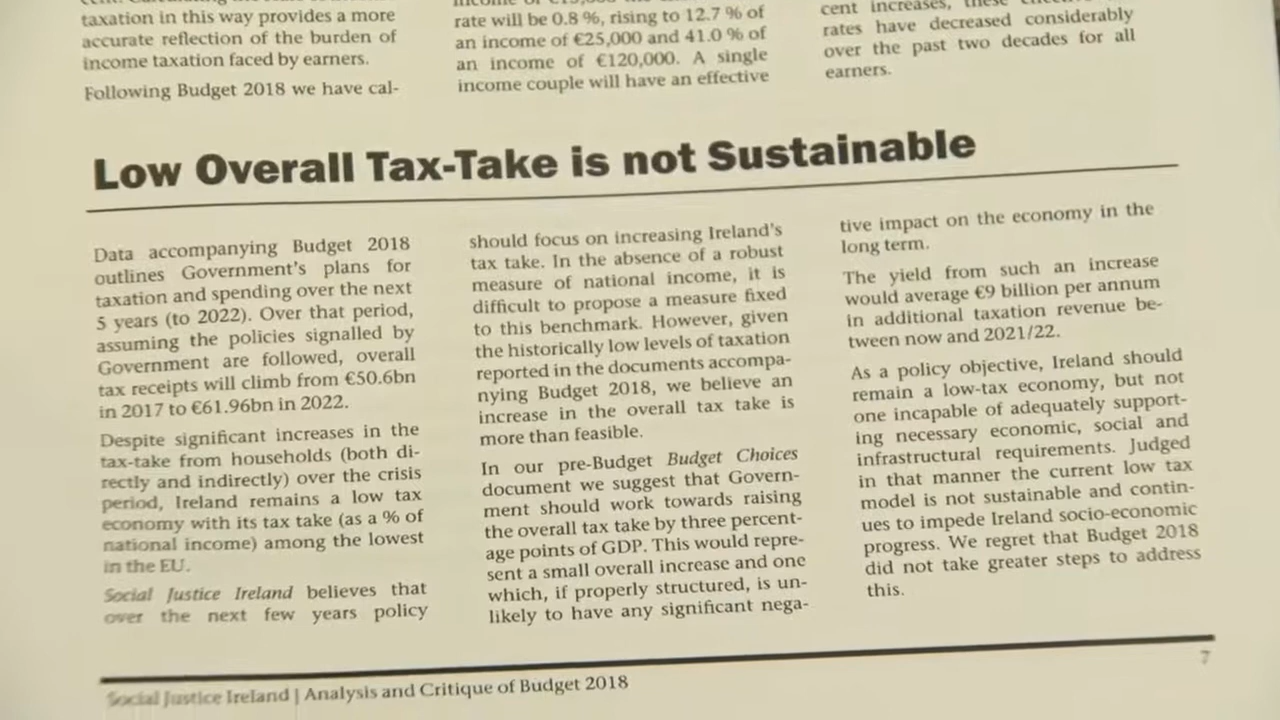 taxation in this way provides a more
accurate reflection of the burden of
income taxation faced by earners.
Following Budget 2018 we have cal-
rate will be 0.8 %, rising to 12.7 % of
an income of €25,000 and 41.0 % of
an income of €120,000. A single
income couple will have an effective
cent increases, these
rates have decreased considerably
over the past two decades for all
earners.
Low Overall Tax-Take is not Sustainable
Data accompanying Budget 2018
outlines Government's plans for
taxation and spending over the next
5 years (to 2022). Over that period,
assuming the policies signalled by
Government are followed, overall
tax receipts will climb from €50.6bn
in 2017 to €61.96bn in 2022.
Despite significant increases in the
tax-take from households (both di-
rectly and indirectly) over the crisis
period, Ireland remains a low tax
economy with its tax take (as a % of
national income) among the lowest
in the EU.
Social Justice Ireland believes that
over the next few years policy
should focus on increasing Ireland's
tax take. In the absence of a robust
measure of national income, it is
difficult to propose a measure fixed
to this benchmark. However, given
the historically low levels of taxation
reported in the documents accompa-
nying Budget 2018, we believe an
increase in the overall tax take is
more than feasible.
In our pre-Budget Budget Choices
document we suggest that Govern-
ment should work towards raising
the overall tax take by three percent-
age points of GDP. This would repre-
sent a small overall increase and one
which, if properly structured, is un-
likely to have any significant nega-
tive impact on the economy in the
long term.
The yield from such an increase
would average €9 billion per annum
in additional taxation revenue be-
tween now and 2021/22.
As a policy objective, Ireland should
remain a low-tax economy, but not
one incapable of adequately support-
ing necessary economic, social and
infrastructural requirements. Judged
in that manner the current low tax
model is not sustainable and contin-
ues to impede Ireland socio-economic
progress. We regret that Budget 2018
did not take greater steps to address
this.
7
Social Justice Ireland | Analysis and Critique of Budget 2018